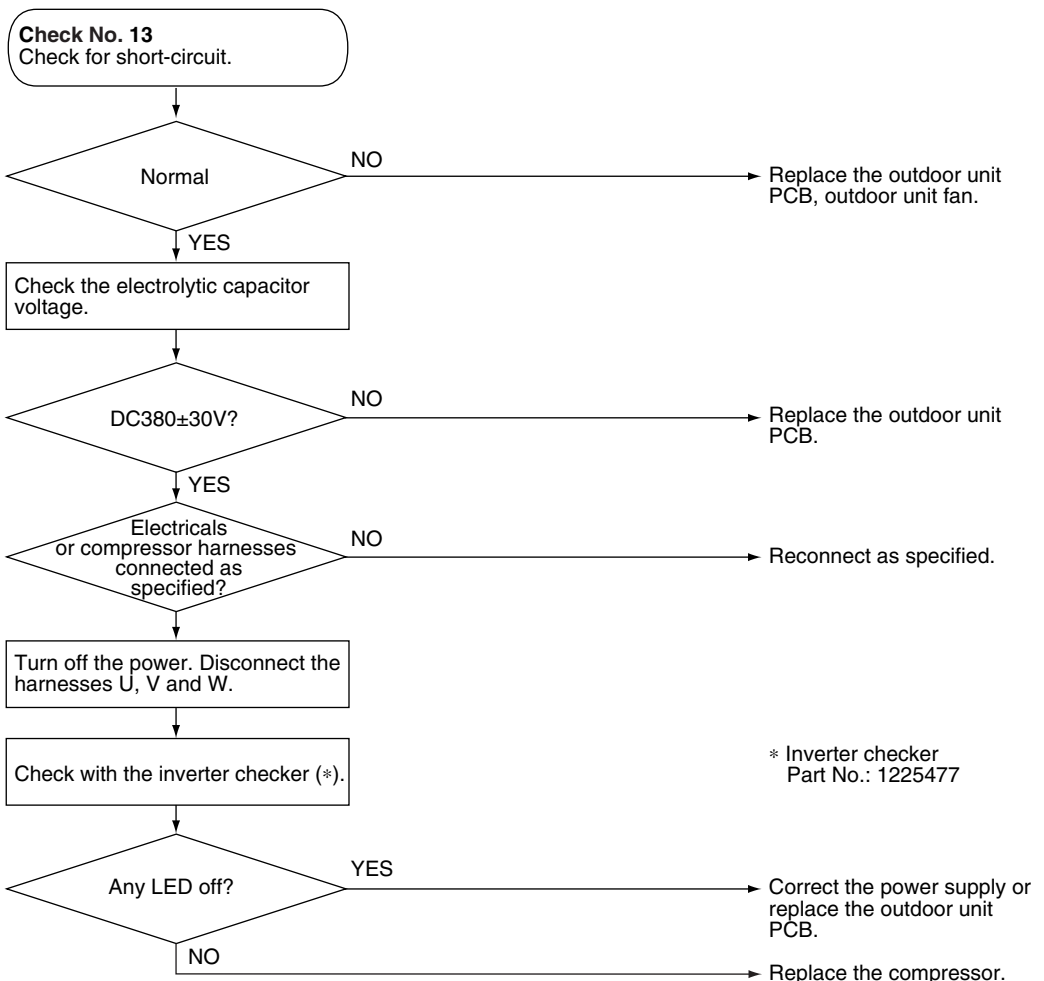 Check No. 13
Check for short-circuit.
Normal
NO
Replace the outdoor unit
PCB, outdoor unit fan.
YES
Check the electrolytic capacitor
voltage.
DC380±30V?
NO
Replace the outdoor unit
PCB.
YES
Electricals
or compressor harnesses
connected as
specified?
NO
Reconnect as specified.
Turn off the power. Disconnect the
harnesses U, V and W.
Check with the inverter checker (*).
* Inverter checker
Part No.: 1225477
Any LED off?
YES
Correct the power supply or
replace the outdoor unit
PCB.
NO
Replace the compressor.